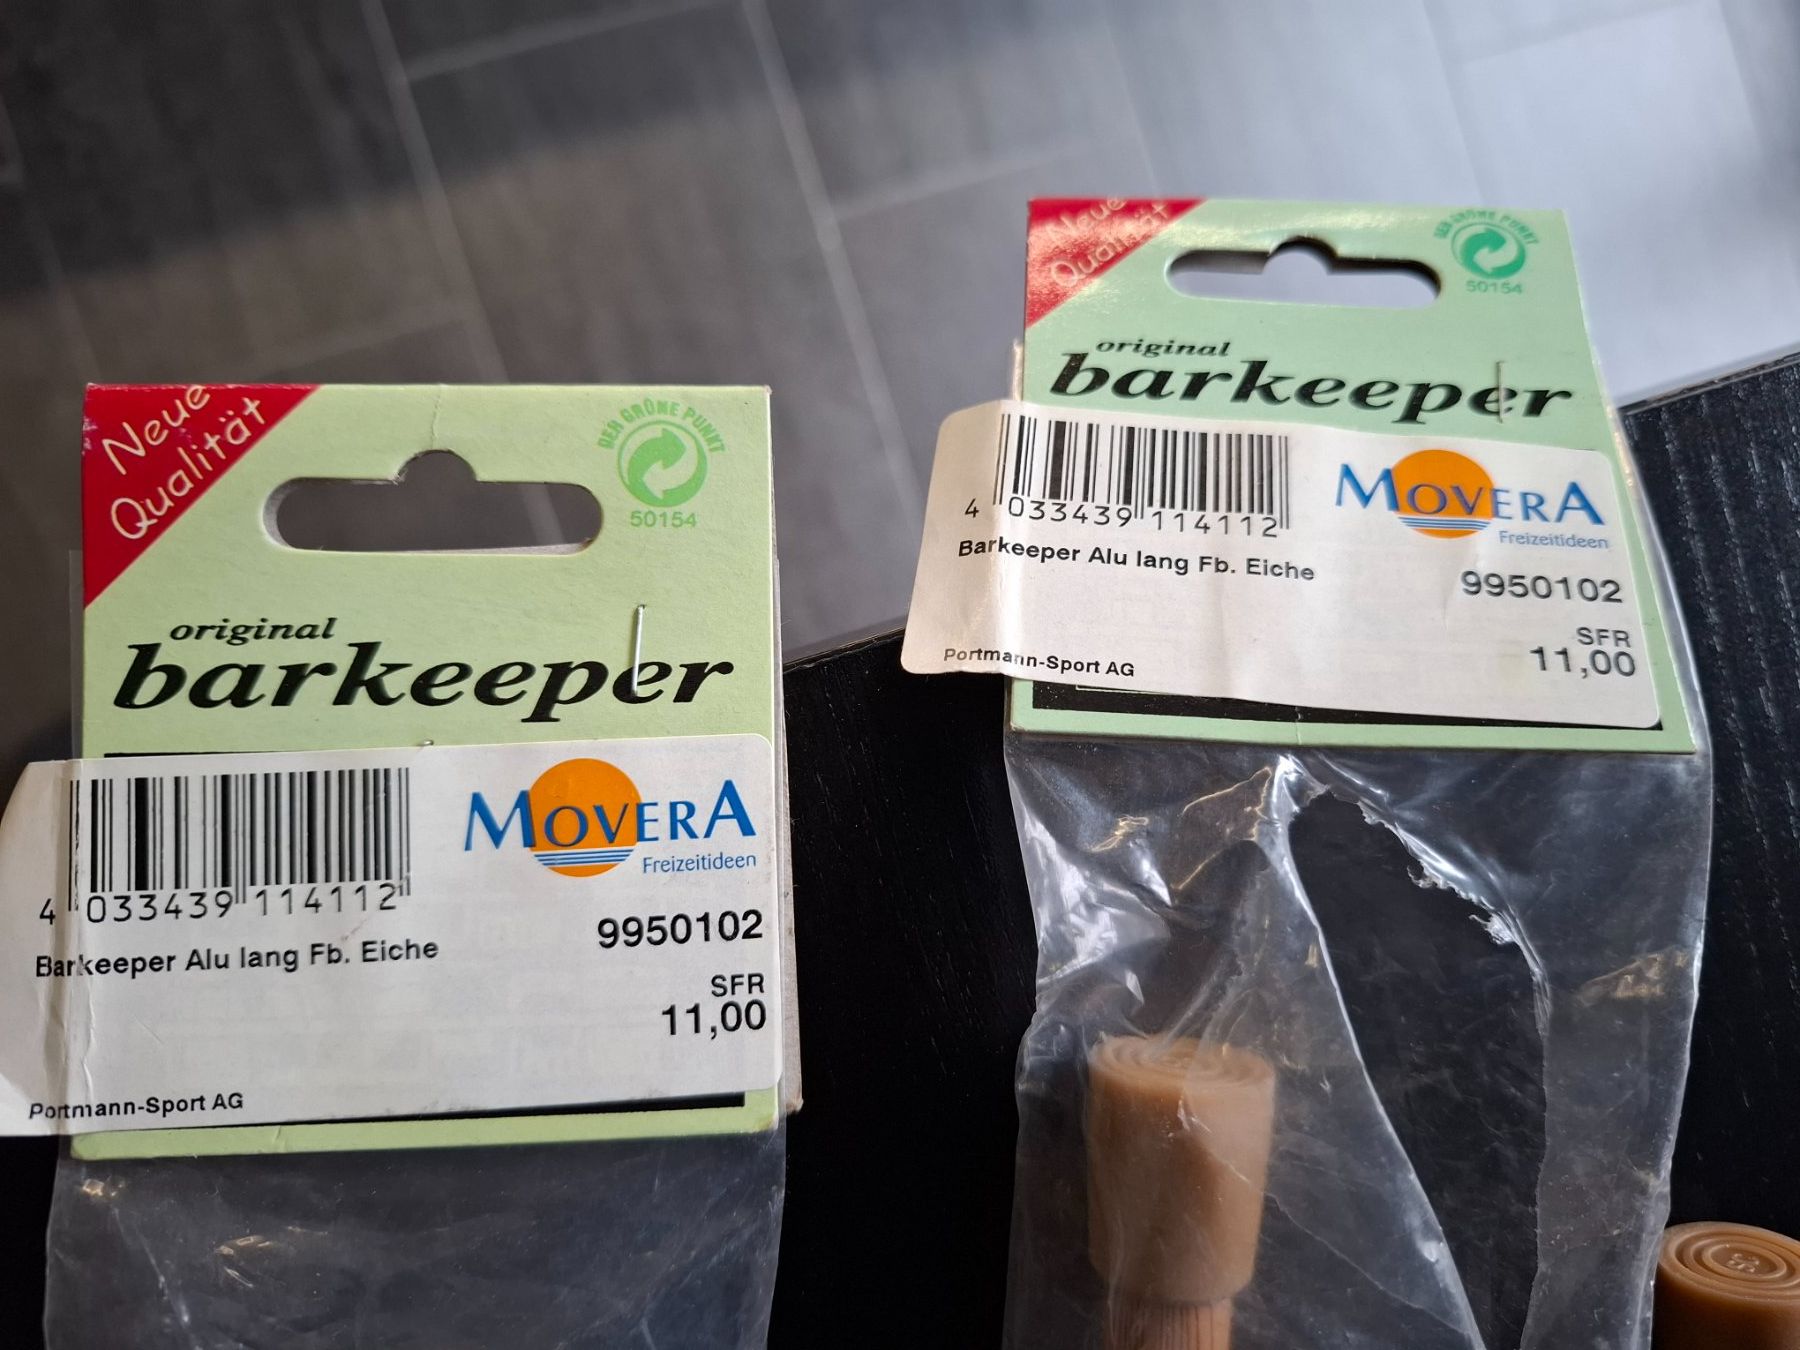 Neue
Qualität
DER GRÜNE PUNKT
50154
original
barkeeper
4 033439 114112
MOVERA
Freizeitideen
Barkeeper Alu lang Fb. Eiche
9950102
SFR
11,00
Portmann-Sport AG
Neue
Qualität
DER GRÜNE PUNKT
50154
original
barkeeper
4 033439 114112
MOVERA
Freizeitideen
Barkeeper Alu lang Fb. Eiche
9950102
SFR
11,00
Portmann-Sport AG